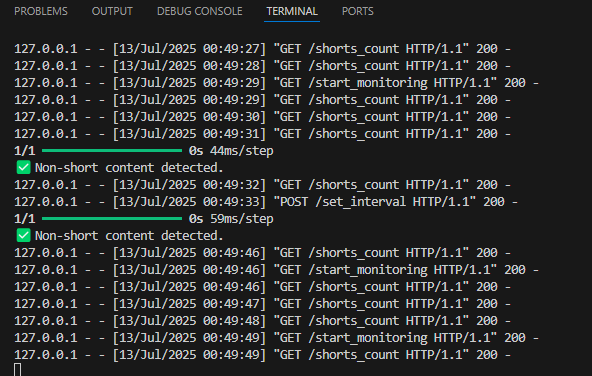 PROBLEMS OUTPUT DEBUG CONSOLE TERMINAL PORTS
127.0.0.1 - - [13/Jul/2025 00:49:27] "GET /shorts_count HTTP/1.1" 200 -
127.0.0.1 - - [13/Jul/2025 00:49:28] "GET /shorts_count HTTP/1.1" 200 -
127.0.0.1 - - [13/Jul/2025 00:49:29] "GET /start_monitoring HTTP/1.1" 200 -
127.0.0.1 - - [13/Jul/2025 00:49:29] "GET /shorts_count HTTP/1.1" 200 -
127.0.0.1 - - [13/Jul/2025 00:49:30] "GET /shorts_count HTTP/1.1" 200 -
127.0.0.1 - - [13/Jul/2025 00:49:31] "GET /shorts_count HTTP/1.1" 200 -
1/1 ━━━━━━━━━━━━━━━━━━━━ 0s 44ms/step
✅ Non-short content detected.
127.0.0.1 - - [13/Jul/2025 00:49:32] "GET /shorts_count HTTP/1.1" 200 -
127.0.0.1 - - [13/Jul/2025 00:49:33] "POST /set_interval HTTP/1.1" 200 -
1/1 ━━━━━━━━━━━━━━━━━━━━ 0s 59ms/step
✅ Non-short content detected.
127.0.0.1 - - [13/Jul/2025 00:49:46] "GET /shorts_count HTTP/1.1" 200 -
127.0.0.1 - - [13/Jul/2025 00:49:46] "GET /start_monitoring HTTP/1.1" 200 -
127.0.0.1 - - [13/Jul/2025 00:49:46] "GET /shorts_count HTTP/1.1" 200 -
127.0.0.1 - - [13/Jul/2025 00:49:47] "GET /shorts_count HTTP/1.1" 200 -
127.0.0.1 - - [13/Jul/2025 00:49:48] "GET /shorts_count HTTP/1.1" 200 -
127.0.0.1 - - [13/Jul/2025 00:49:49] "GET /start_monitoring HTTP/1.1" 200 -
127.0.0.1 - - [13/Jul/2025 00:49:49] "GET /shorts_count HTTP/1.1" 200 -